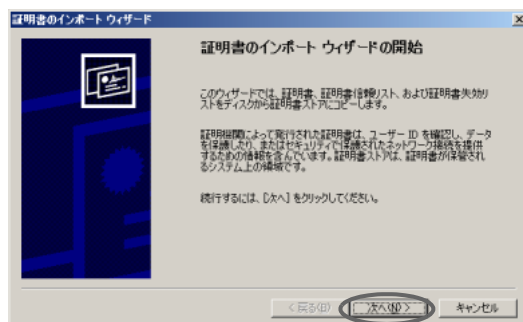 証明書のインポート ウィザード
証明書のインポート ウィザードの開始
このウィザードでは、証明書、証明書信頼リスト、および証明書失効リ
ストをディスクから証明書ストアにコピーします。
証明機関によって発行された証明書は、ユーザー ID を確認し、データ
を保護したり、またはセキュリティで保護されたネットワーク接続を提供
するための情報を含んでいます。証明書ストアは、証明書が保管され
るシステム上の領域です。
続行するには、[次へ] をクリックしてください。
< 戻る(B) 次へ(N) > キャンセル